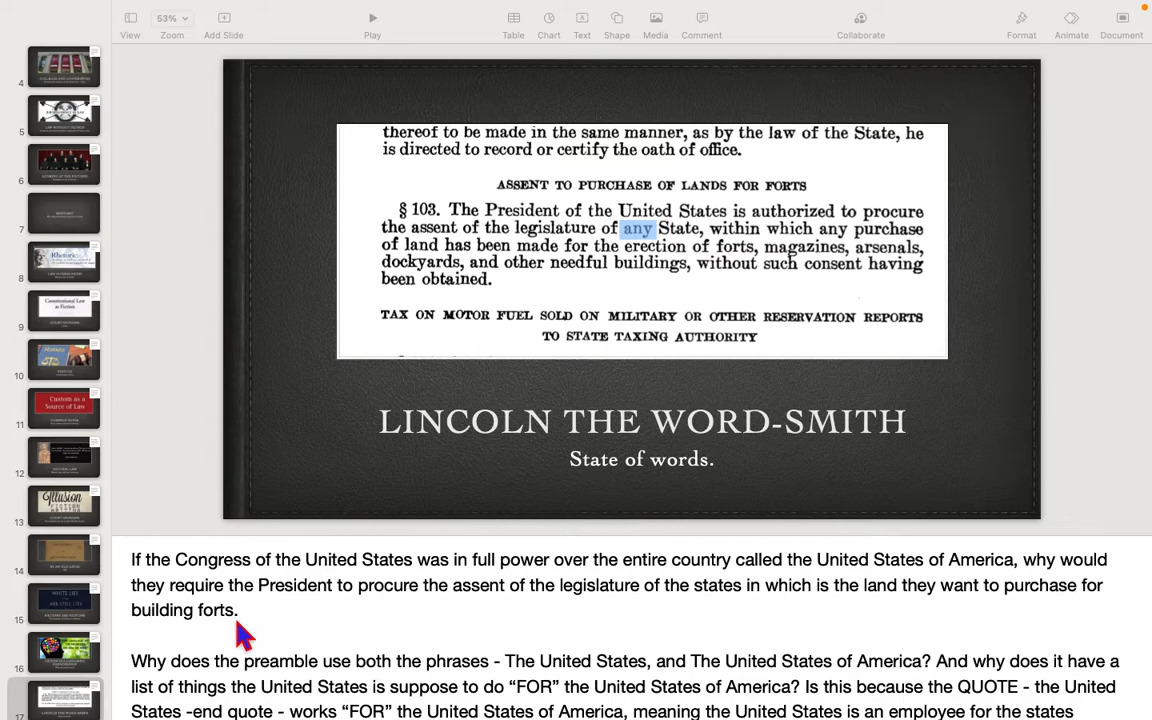 53%
View
Zoom
Add Slide
Play
Table
Chart
Text
Shape
Media
Comment
Collaborate
Format
Animate
Document
4
5
6
7
8
9
Constitutional Law
as Fiction
10
11
Custom as a
Source of Law
12
13
Illusion
14
15
16
17
thereof to be made in the same manner, as by the law of the State, he
is directed to record or certify the oath of office.
ASSENT TO PURCHASE OF LANDS FOR FORTS
§ 103. The President of the United States is authorized to procure
the assent of the legislature of any State, within which any purchase
of land has been made for the erection of forts, magazines, arsenals,
dockyards, and other needful buildings, without such consent having
been obtained.
TAX ON MOTOR FUEL SOLD ON MILITARY OR OTHER RESERVATION REPORTS
TO STATE TAXING AUTHORITY
LINCOLN THE WORD-SMITH
State of words.
If the Congress of the United States was in full power over the entire country called the United States of America, why would
they require the President to procure the assent of the legislature of the states in which is the land they want to purchase for
building forts.
Why does the preamble use both the phrases - The United States, and The United States of America? And why does it have a
list of things the United States is suppose to do “FOR” the United States of America? Is this because the QUOTE - the United
States -end quote - works “FOR” the United States of America, meaning the United States is an employee for the states